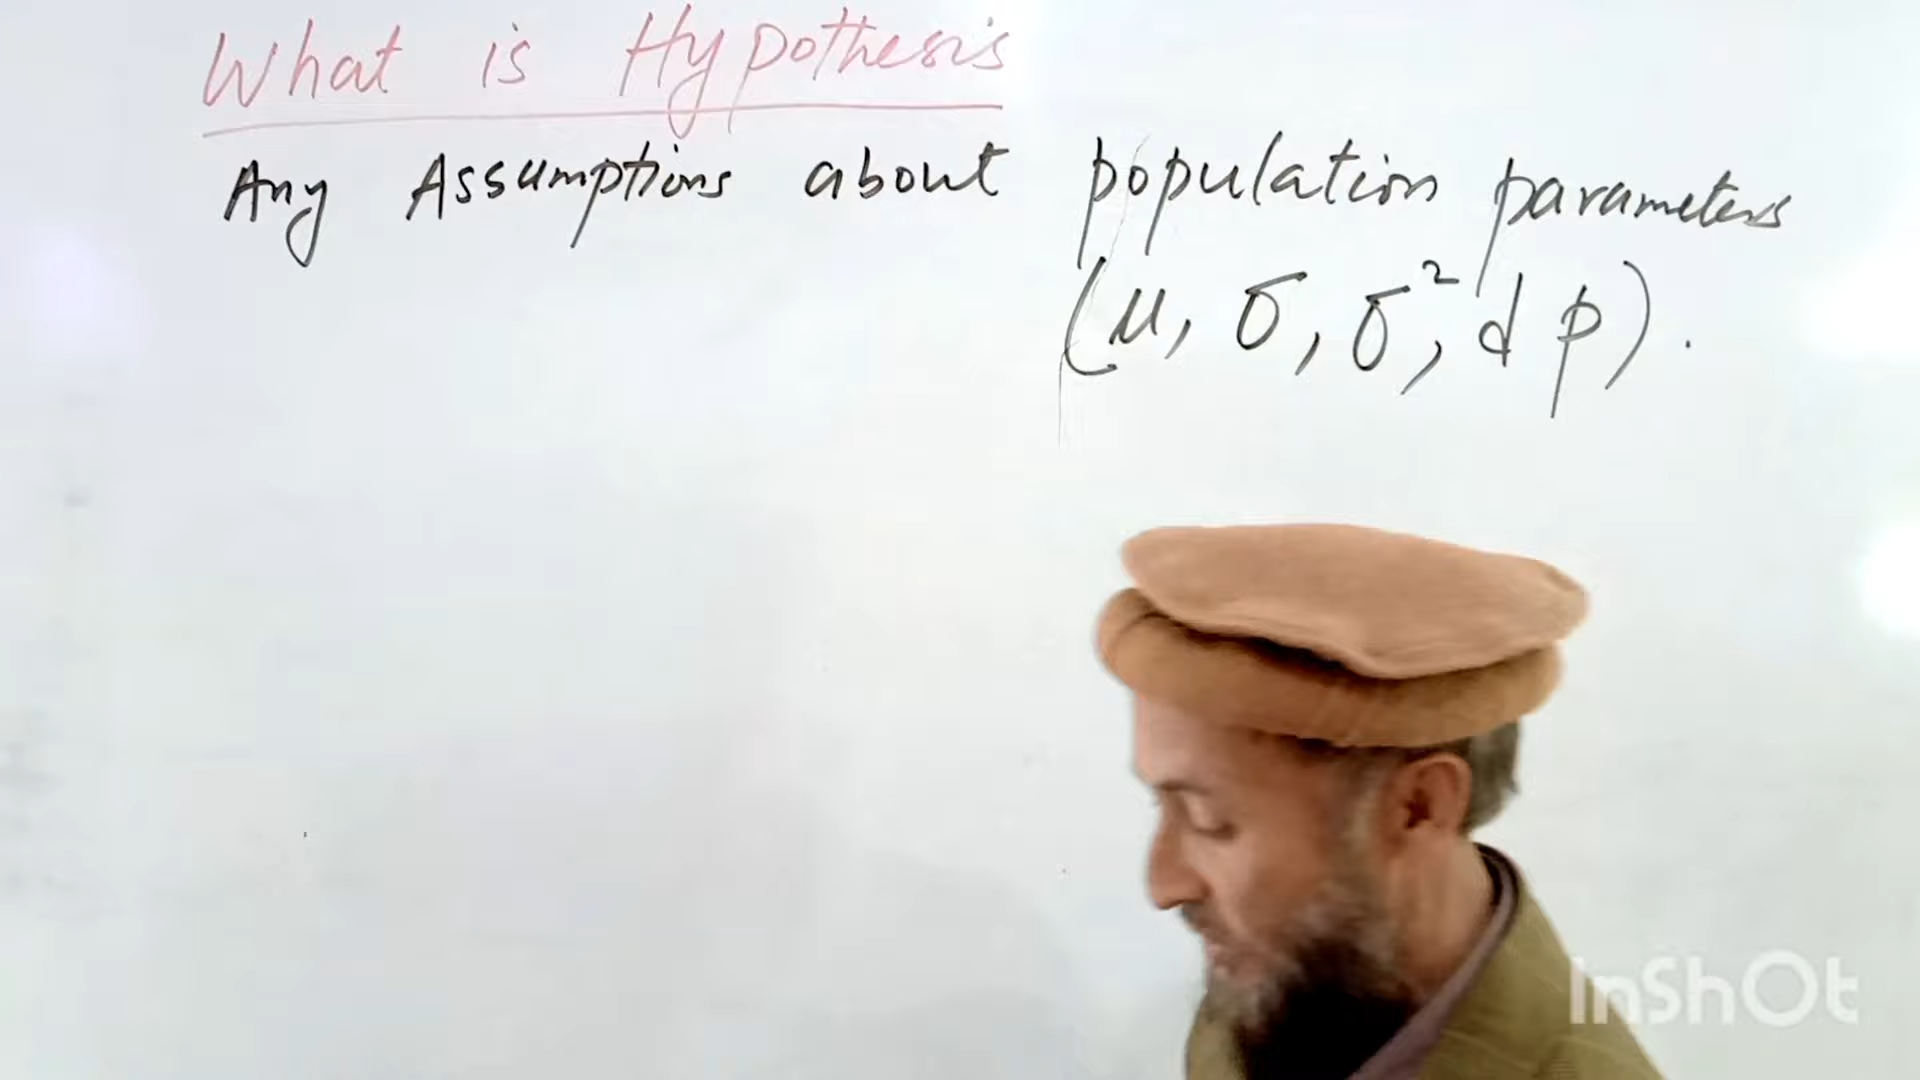 What is Hypothesis
Any Assumptions about population parameters
(μ, σ, σ², d p).
InShOt